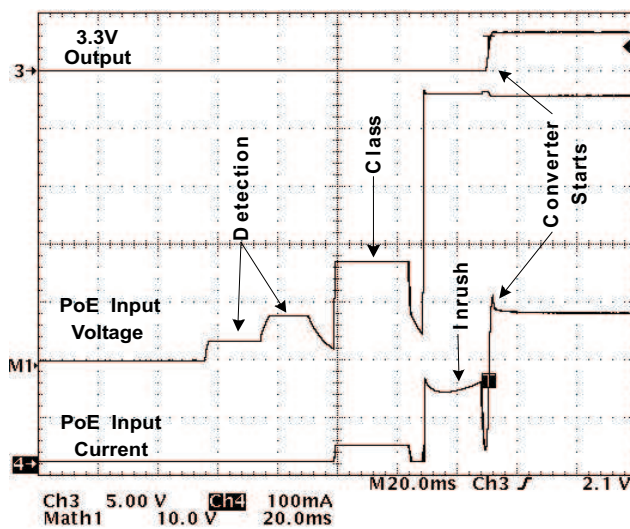 3.3V
Output
3→
Detection
Class
Converter
Starts
PoE Input
Voltage
Inrush
M1
T
PoE Input
Current
4→
M20.0ms Ch3 ƒ 2.1 V
Ch3 5.00 V Ch4 100mA
Math1 10.0 V 20.0ms